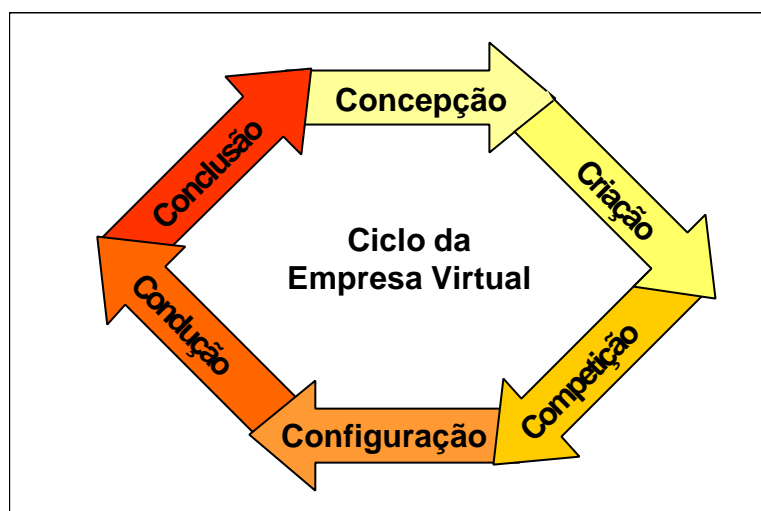 Concepção
Criação
Competição
Configuração
Condução
Conclusão
Ciclo da
Empresa Virtual